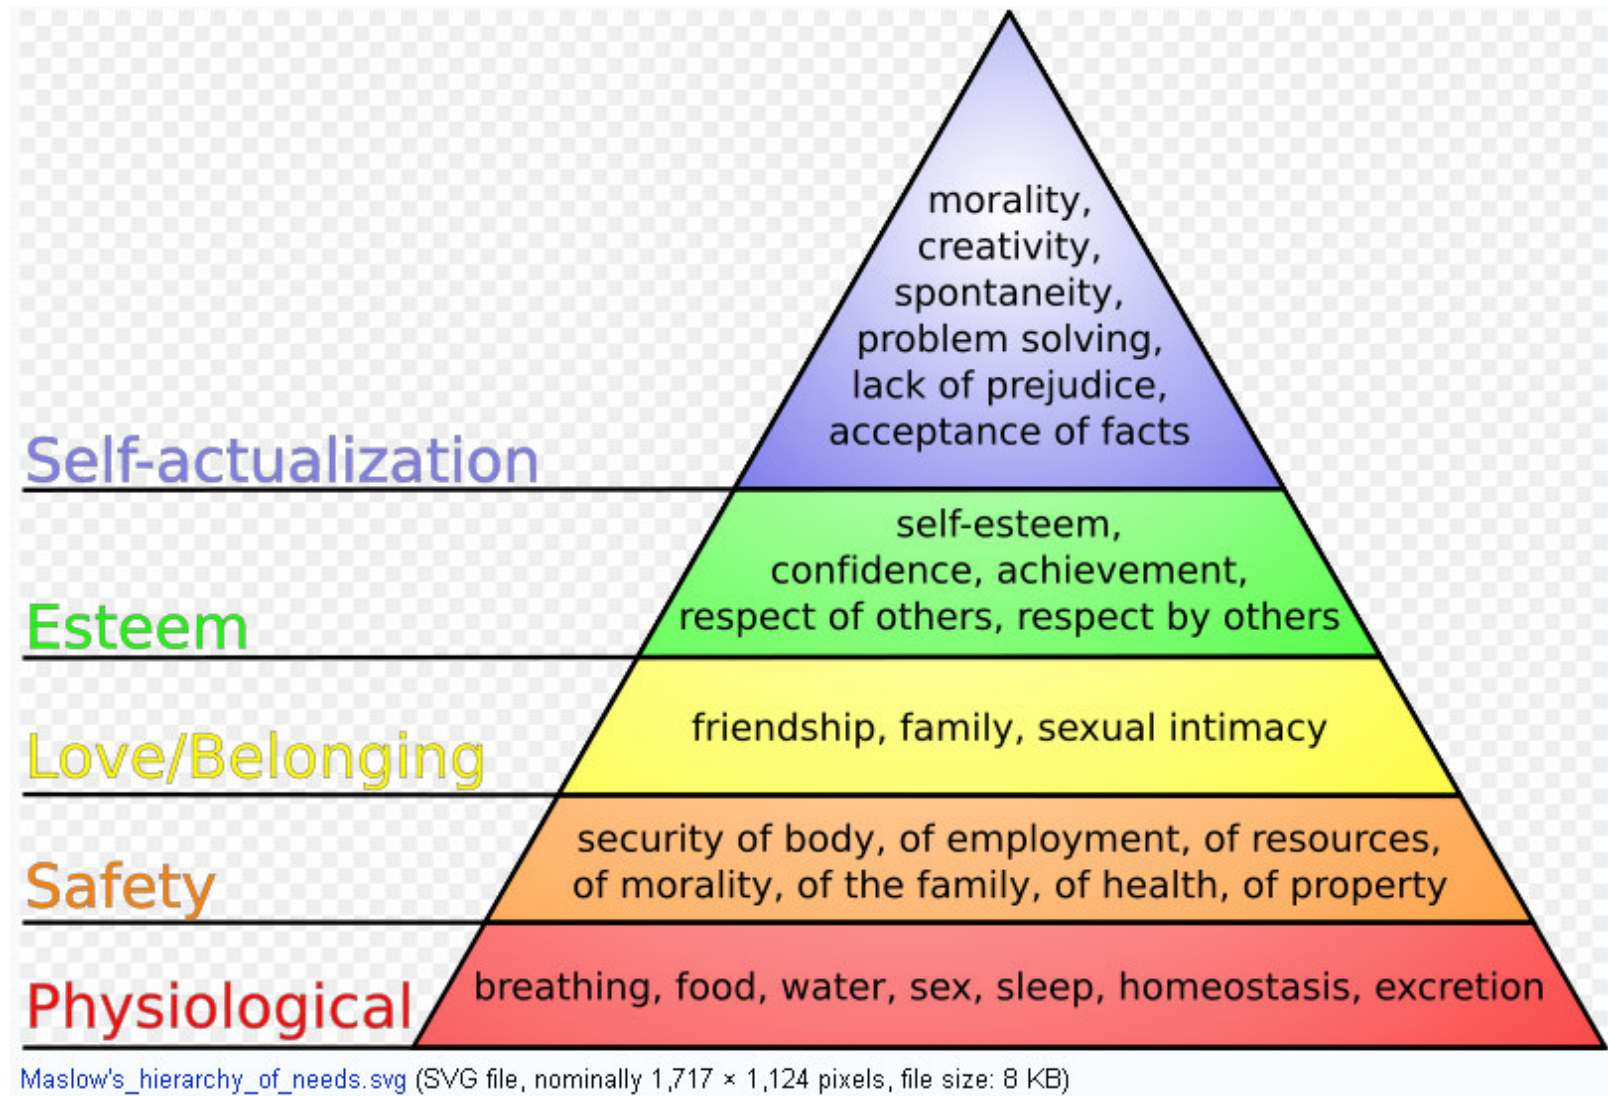 morality,
creativity,
spontaneity,
problem solving,
lack of prejudice,
acceptance of facts
Self-actualization
self-esteem,
confidence, achievement,
respect of others, respect by others
Esteem
friendship, family, sexual intimacy
Love/Belonging
security of body, of employment, of resources,
of morality, of the family, of health, of property
Safety
breathing, food, water, sex, sleep, homeostasis, excretion
Physiological
Maslow's_hierarchy_of_needs.svg (SVG file, nominally 1,717 × 1,124 pixels, file size: 8 KB)